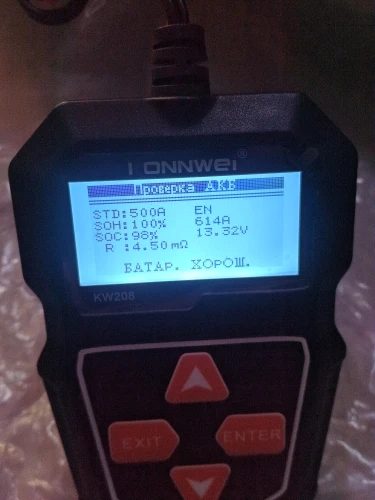 KONNWEI®
Проверка АКБ
STD:500A EN
SOH:100% 614A
SOC:98% 13.32V
R :4.50mΩ
БАТАР. ХОРОШ.
KW208
EXIT ENTER